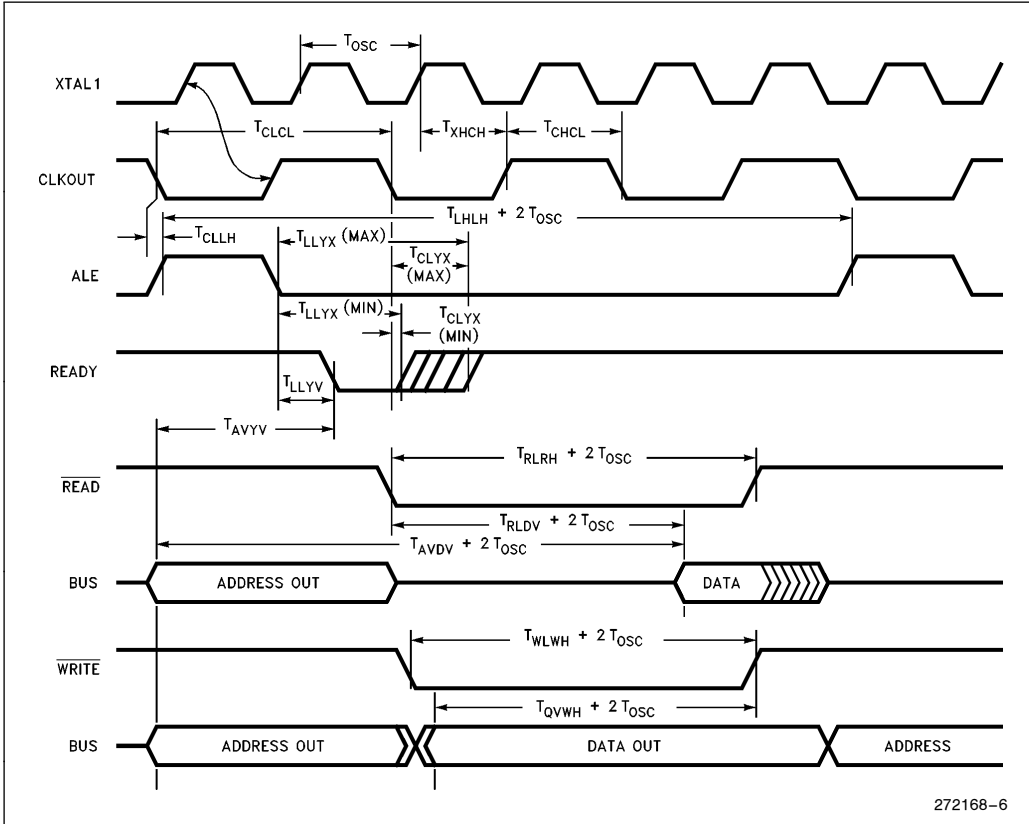 T_OSC
XTAL1
T_CLCL
T_XHCH
T_CHCL
CLKOUT
T_LHLH + 2 T_OSC
T_CLLH
T_LLYX (MAX)
T_CLYX
(MAX)
ALE
T_LLYX (MIN)
T_CLYX
(MIN)
READY
T_LLYV
T_AVYV
T_RLRH + 2 T_OSC
READ
T_RLDV + 2 T_OSC
T_AVDV + 2 T_OSC
BUS
ADDRESS OUT
DATA
T_WLWH + 2 T_OSC
WRITE
T_QVWH + 2 T_OSC
BUS
ADDRESS OUT
DATA OUT
ADDRESS
272168-6